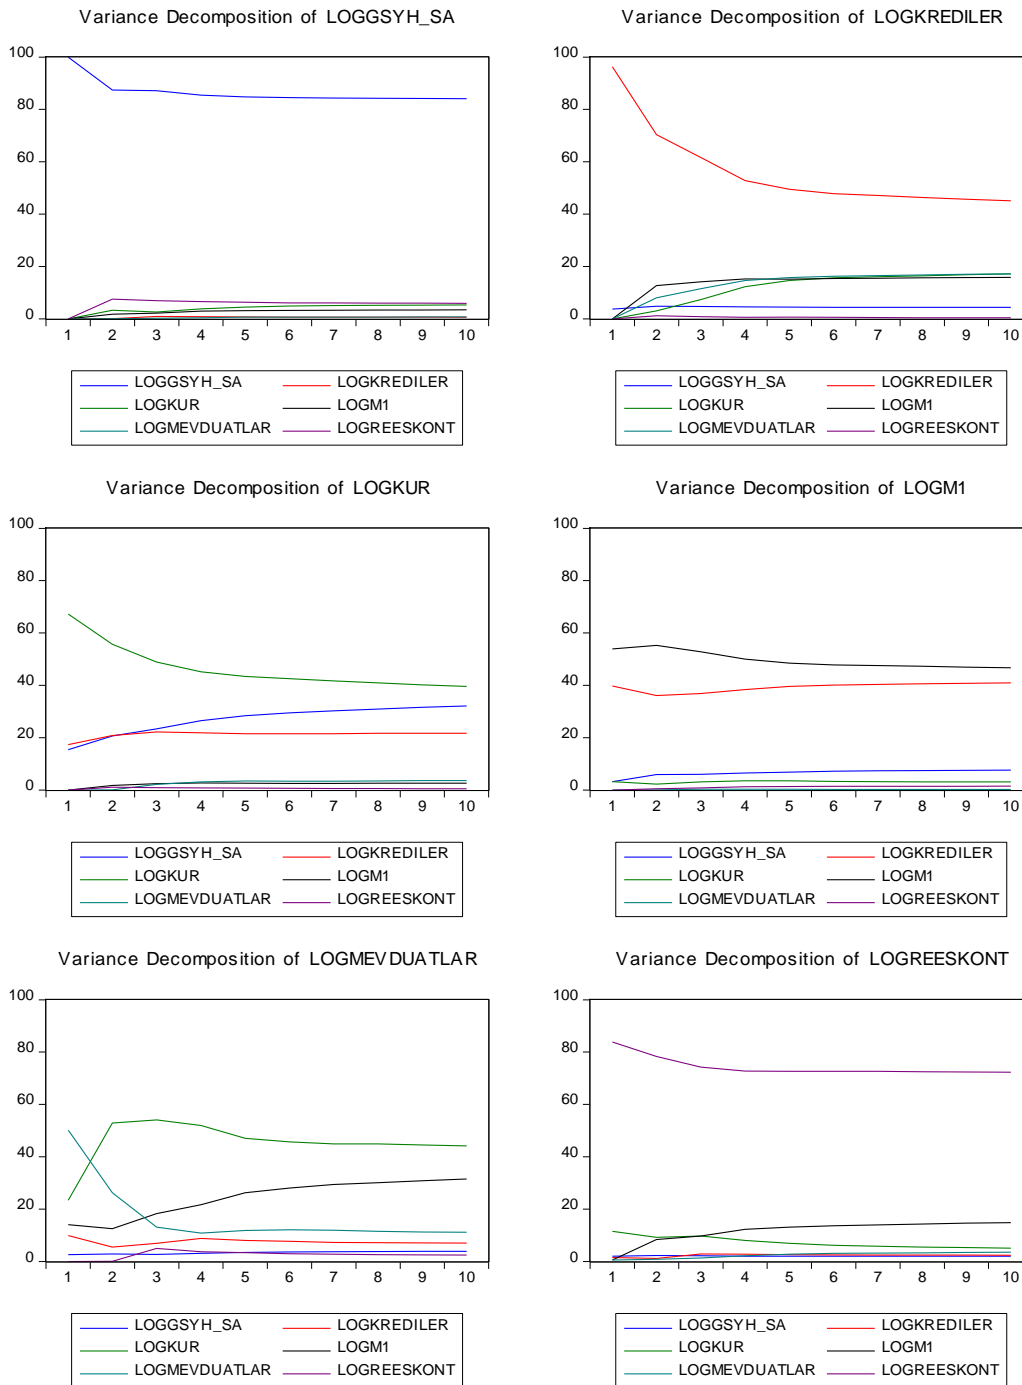 Variance Decomposition of LOGGSYH_SA
100
80
60
40
20
0
1 2 3 4 5 6 7 8 9 10
LOGGSYH_SA LOGKREDILER
LOGKUR LOGM1
LOGMEVDUATLAR LOGREESKONT
Variance Decomposition of LOGKREDILER
100
80
60
40
20
0
1 2 3 4 5 6 7 8 9 10
LOGGSYH_SA LOGKREDILER
LOGKUR LOGM1
LOGMEVDUATLAR LOGREESKONT
Variance Decomposition of LOGKUR
100
80
60
40
20
0
1 2 3 4 5 6 7 8 9 10
LOGGSYH_SA LOGKREDILER
LOGKUR LOGM1
LOGMEVDUATLAR LOGREESKONT
Variance Decomposition of LOGM1
100
80
60
40
20
0
1 2 3 4 5 6 7 8 9 10
LOGGSYH_SA LOGKREDILER
LOGKUR LOGM1
LOGMEVDUATLAR LOGREESKONT
Variance Decomposition of LOGMEVDUATLAR
100
80
60
40
20
0
1 2 3 4 5 6 7 8 9 10
LOGGSYH_SA LOGKREDILER
LOGKUR LOGM1
LOGMEVDUATLAR LOGREESKONT
Variance Decomposition of LOGREESKONT
100
80
60
40
20
0
1 2 3 4 5 6 7 8 9 10
LOGGSYH_SA LOGKREDILER
LOGKUR LOGM1
LOGMEVDUATLAR LOGREESKONT